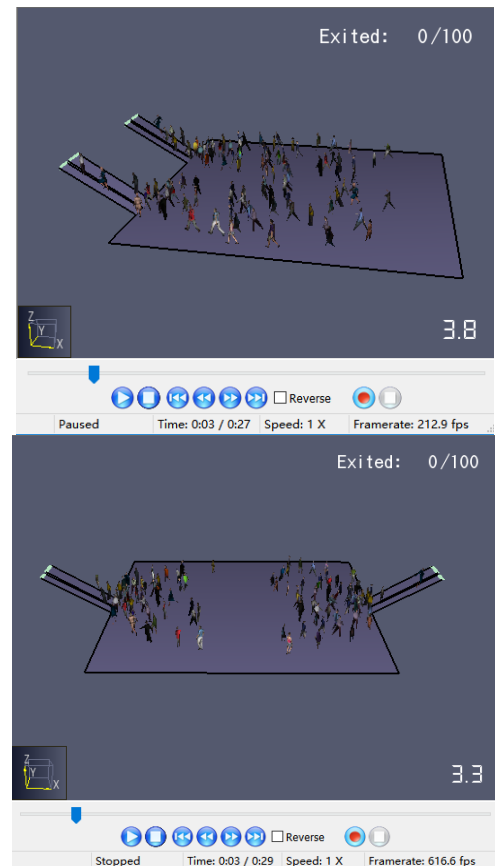 Exited: 0/100
Z
Y
X
3.8
Reverse
Paused Time: 0:03 / 0:27 Speed: 1 X Framerate: 212.9 fps
Exited: 0/100
Z
Y
X
3.3
Reverse
Stopped Time: 0:03 / 0:29 Speed: 1 X Framerate: 616.6 fps